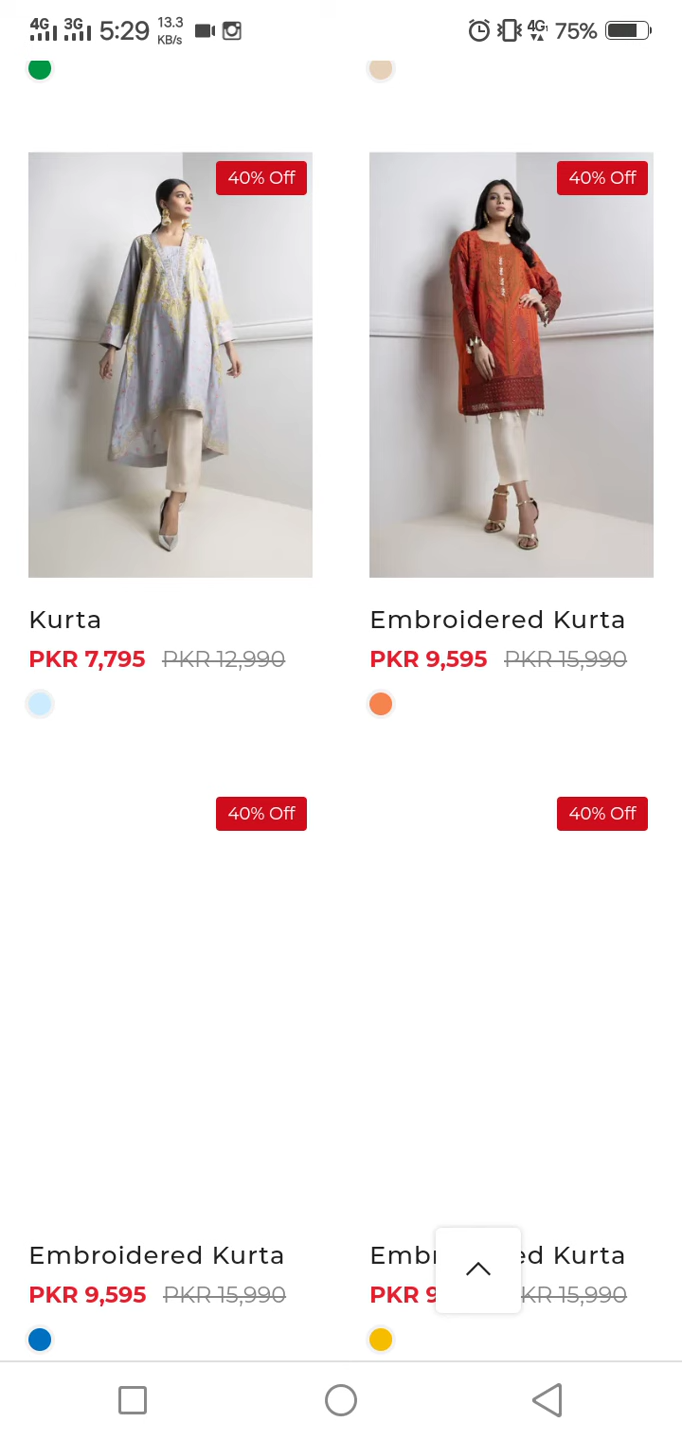 4G 3G 5:29 13.3 KB/s 4G 75%
40% Off 40% Off
Kurta Embroidered Kurta
PKR 7,795 PKR 12,990 PKR 9,595 PKR 15,990
40% Off 40% Off
Embroidered Kurta Emb ed Kurta
PKR 9,595 PKR 15,990 PKR 9 KR 15,990